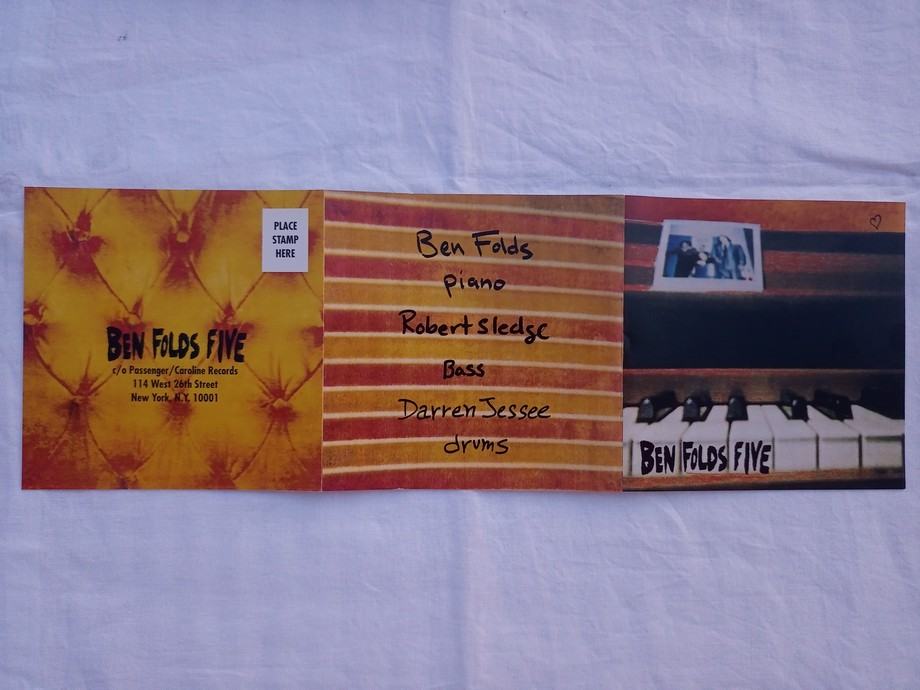 PLACE
STAMP
HERE
BEN FOLDS FIVE
c/o Passenger/Caroline Records
114 West 26th Street
New York, N.Y. 10001
Ben Folds
piano
Robert Sledge
Bass
Darren Jessee
drums
BEN FOLDS FIVE